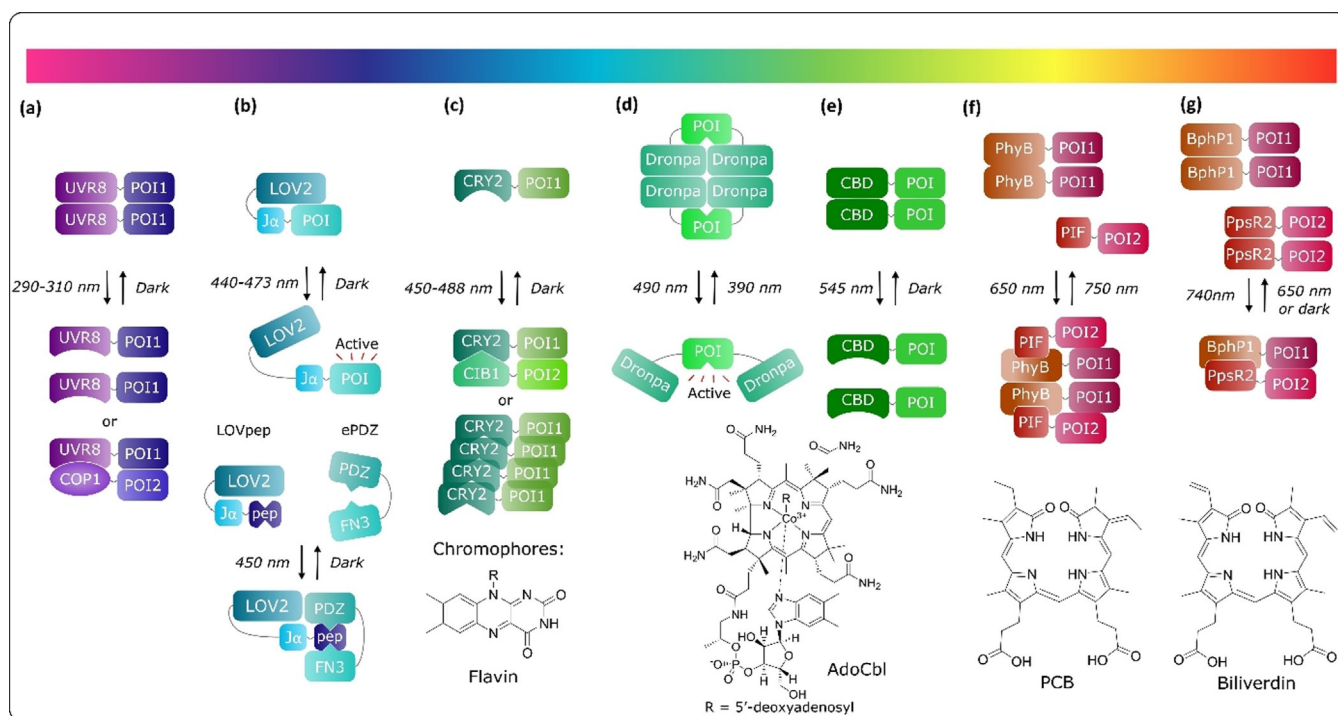 (a)
UVR8 POI1
UVR8 POI1
290-310 nm Dark
UVR8 POI1
UVR8 POI1
or
UVR8 POI1
COP1 POI2
(b)
LOV2
Jα POI
440-473 nm Dark
LOV2
Active
Jα POI
LOVpep ePDZ
LOV2 PDZ
Jα pep FN3
450 nm Dark
LOV2 PDZ
Jα pep
FN3
(c)
CRY2 POI1
450-488 nm Dark
CRY2 POI1
CIB1 POI2
or
CRY2 POI1
CRY2 POI1
CRY2 POI1
CRY2 POI1
Chromophores:
R
N N O
N NH
O
Flavin
(d)
POI
Dronpa Dronpa
Dronpa Dronpa
POI
490 nm 390 nm
Dronpa POI Dronpa
Active
(e)
CBD POI
CBD POI
545 nm Dark
CBD POI
CBD POI
O NH₂ O NH₂
H₂N O R O NH₂
N N
Co³⁺
H N N
H₂N O
O NH₂
O NH N
N
HO
O O
⁻O P O
O OH
AdoCbl
R = 5'-deoxyadenosyl
(f)
PhyB POI1
PhyB POI1
PIF POI2
650 nm 750 nm
PIF POI2
PhyB POI1
PhyB POI1
PIF POI2
O O
NH HN
N HN
O OH HO O
PCB
(g)
BphP1 POI1
BphP1 POI1
PpsR2 POI2
PpsR2 POI2
740nm 650 nm
or dark
BphP1 POI1
PpsR2 POI2
O O
NH HN
N HN
O OH HO O
Biliverdin